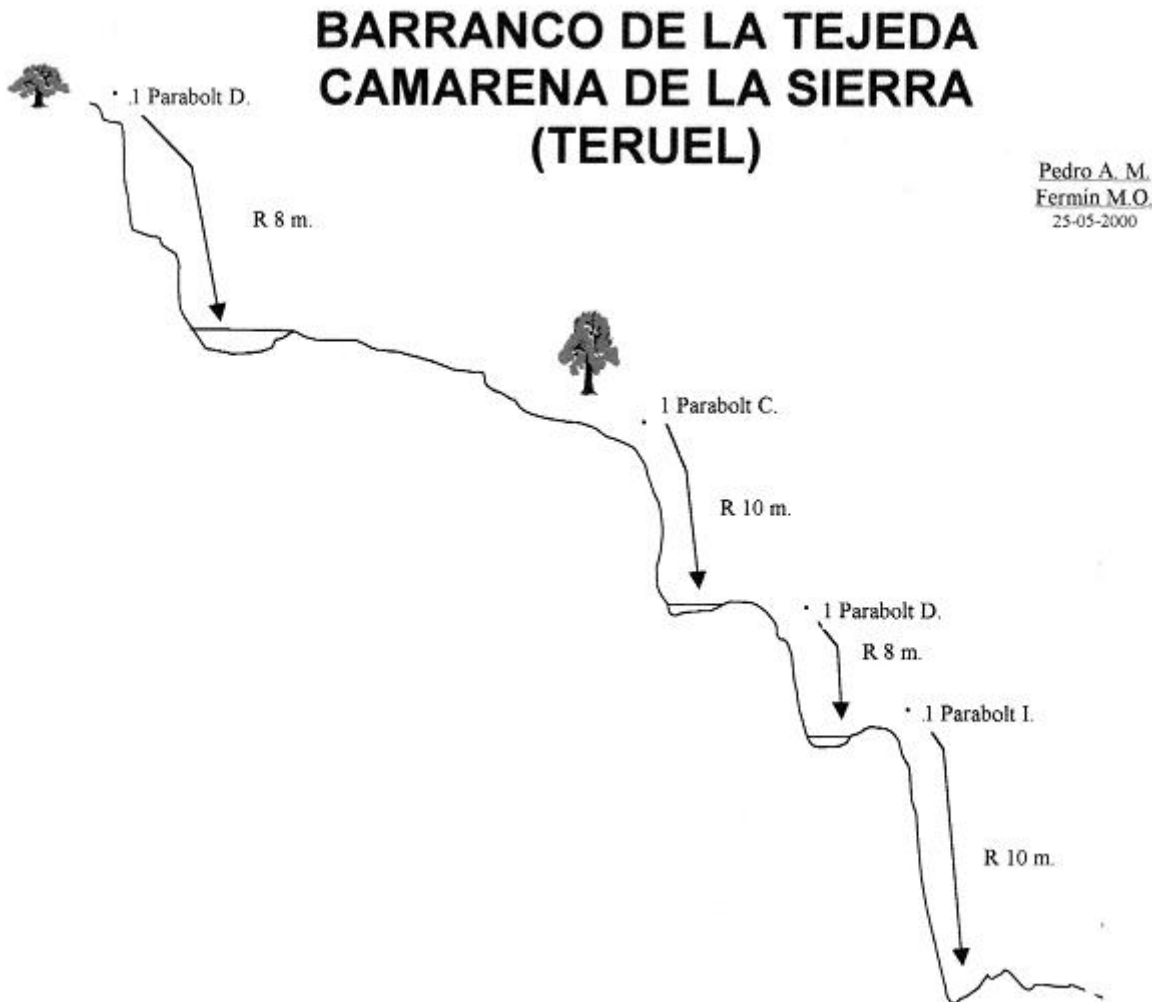 BARRANCO DE LA TEJEDA
CAMARENA DE LA SIERRA
(TERUEL)
.1 Parabolt D.
Pedro A. M.
Fermín M.O.
25-05-2000
R 8 m.
1 Parabolt C.
R 10 m.
1 Parabolt D.
R 8 m.
.1 Parabolt I.
R 10 m.